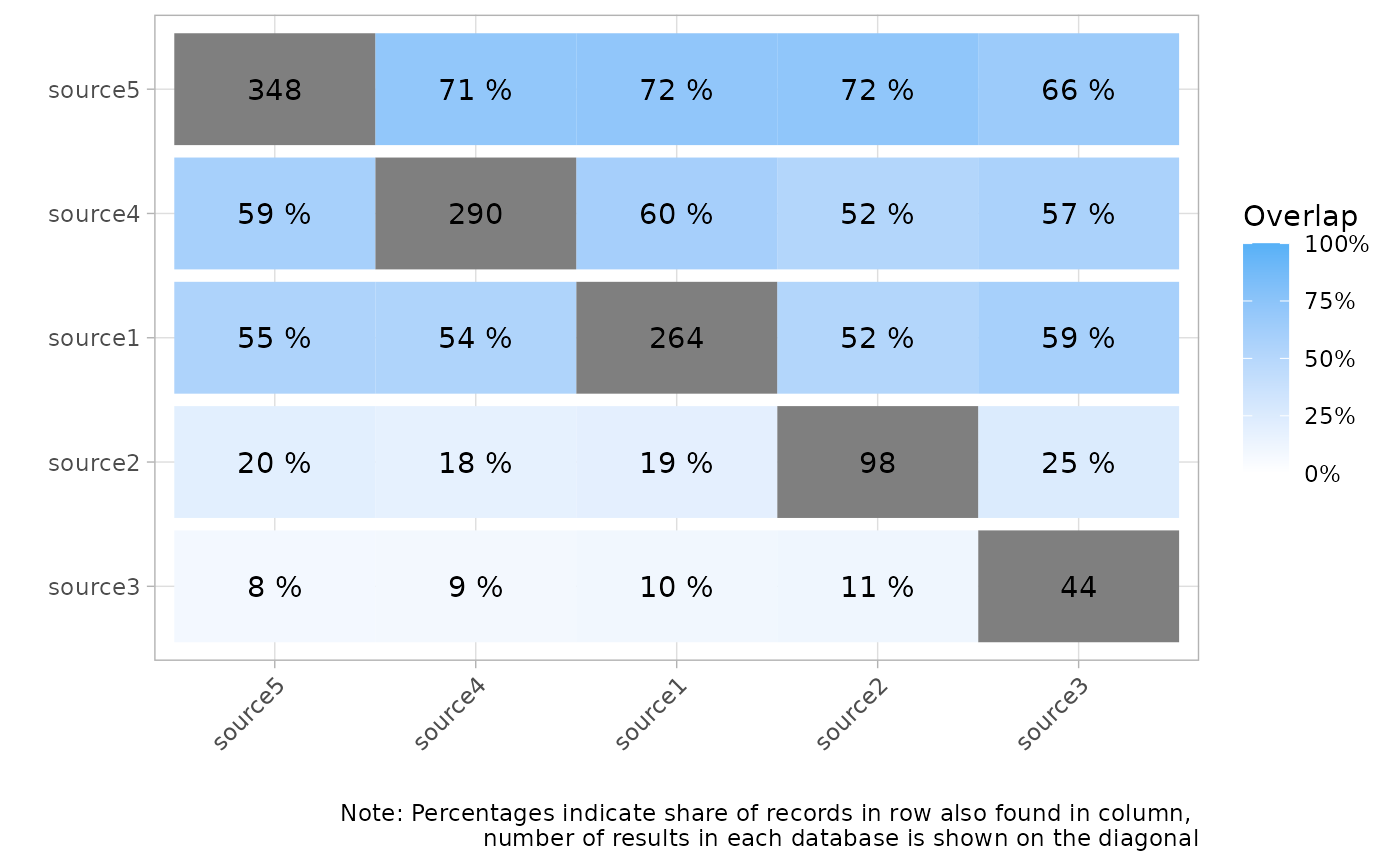 source5 348 71 % 72 % 72 % 66 %
source4 59 % 290 60 % 52 % 57 %
source1 55 % 54 % 264 52 % 59 %
source2 20 % 18 % 19 % 98 25 %
source3 8 % 9 % 10 % 11 % 44
source5 source4 source1 source2 source3
Overlap
100%
75%
50%
25%
0%
Note: Percentages indicate share of records in row also found in column,
number of results in each database is shown on the diagonal